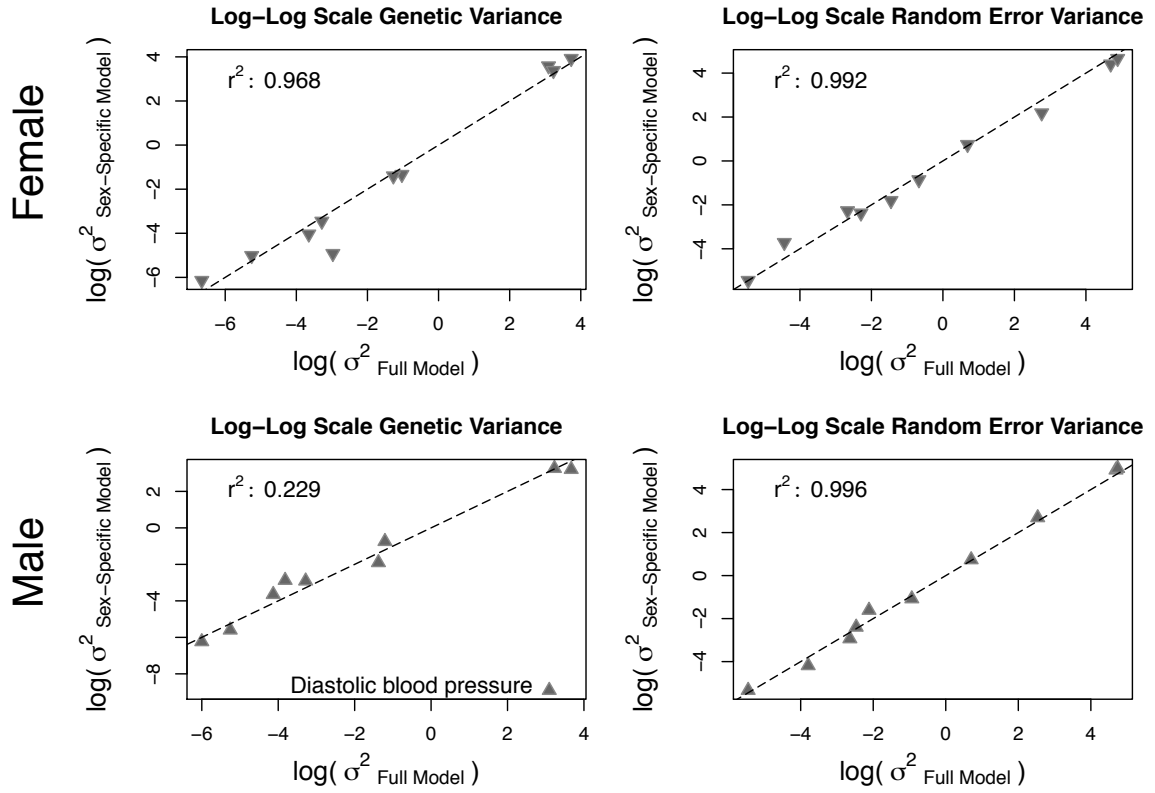 Female
Log–Log Scale Genetic Variance
r²: 0.968
log( σ² Sex–Specific Model )
4
2
0
−2
−4
−6
−6 −4 −2 0 2 4
log( σ² Full Model )
Log–Log Scale Random Error Variance
r²: 0.992
log( σ² Sex–Specific Model )
4
2
0
−2
−4
−4 −2 0 2 4
log( σ² Full Model )
Male
Log–Log Scale Genetic Variance
r²: 0.229
log( σ² Sex–Specific Model )
2
0
−4
−8
Diastolic blood pressure
−6 −4 −2 0 2 4
log( σ² Full Model )
Log–Log Scale Random Error Variance
r²: 0.996
log( σ² Sex–Specific Model )
4
2
0
−2
−4
−4 −2 0 2 4
log( σ² Full Model )